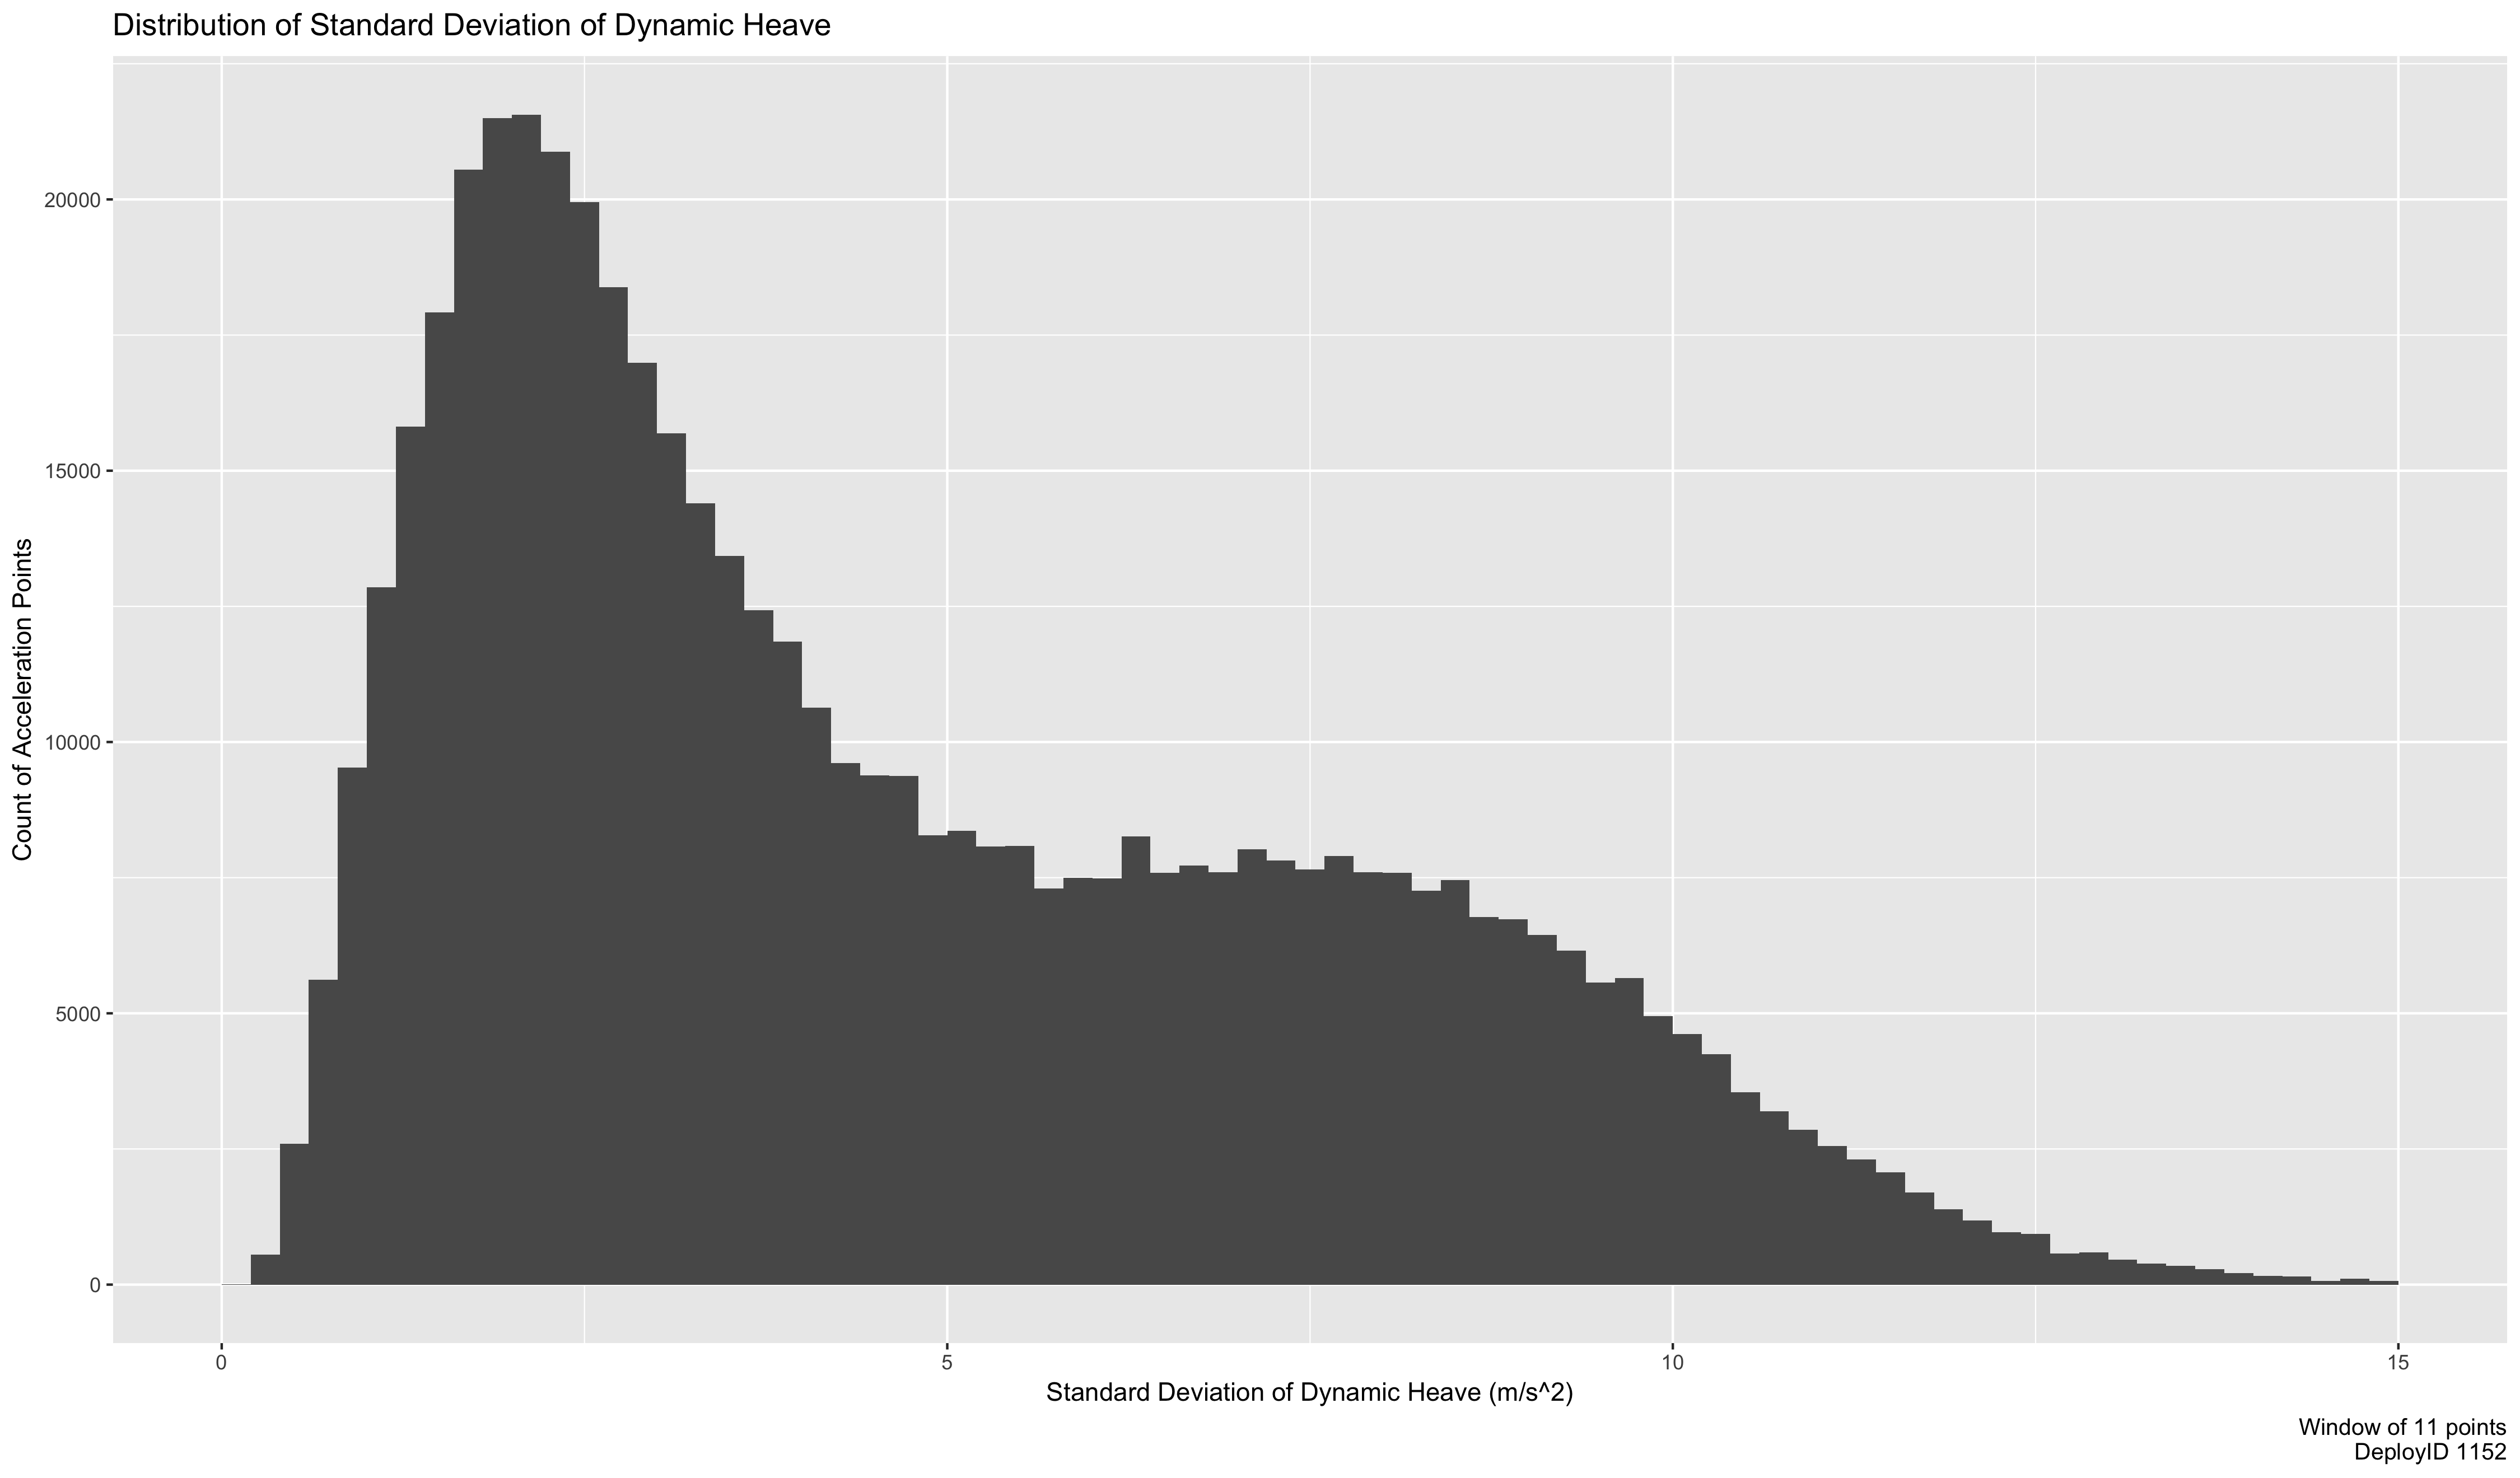 Distribution of Standard Deviation of Dynamic Heave
Count of Acceleration Points
20000
15000
10000
5000
0
0
5
10
15
Standard Deviation of Dynamic Heave (m/s^2)
Window of 11 points
DeployID 1152